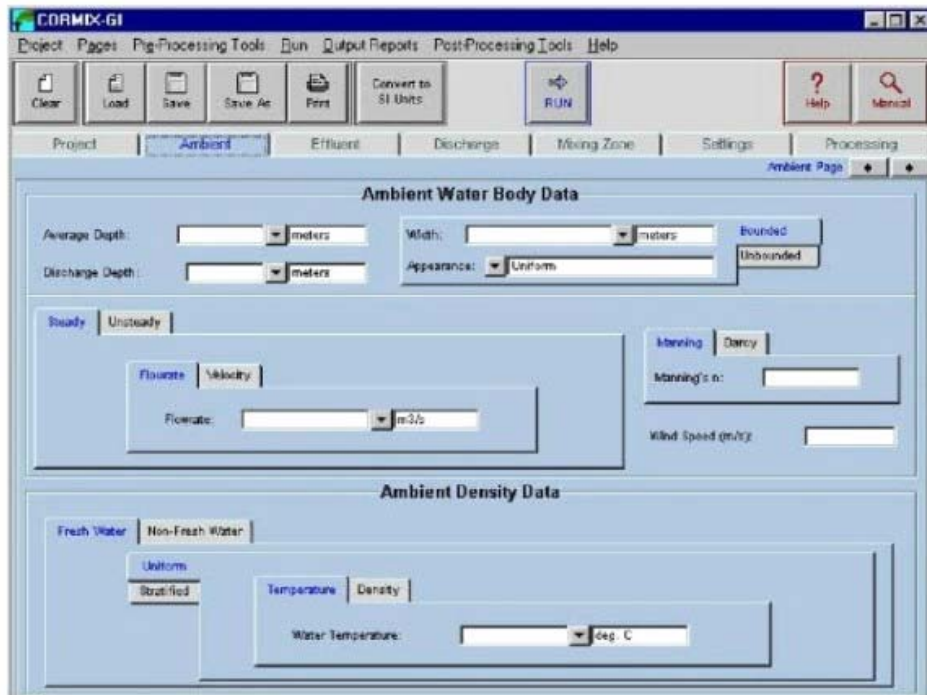 CORMIX-GI
Project Pages Pre-Processing Tools Run Output Reports Post-Processing Tools Help
Clear Load Save Save As Print Convert to SI Units RUN Help Manual
Project Ambient Effluent Discharge Mixing Zone Settings Processing
Ambient Page
Ambient Water Body Data
Average Depth: meters Width: meters Bounded
Discharge Depth: meters Appearance: Uniform Unbounded
Steady Unsteady
Manning Darcy
Flowrate Velocity
Manning's n:
Flowrate: m3/s
Wind Speed (m/s):
Ambient Density Data
Fresh Water Non-Fresh Water
Uniform
Stratified
Temperature Density
Water Temperature: deg. C